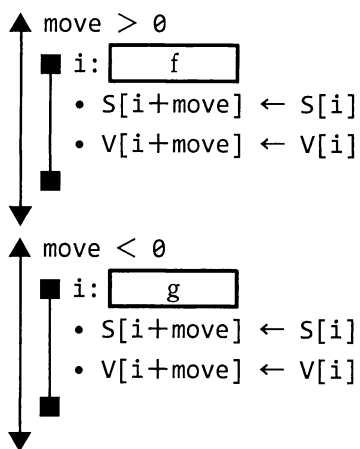 move > 0
i: f
• S[i+move] ← S[i]
• V[i+move] ← V[i]
move < 0
i: g
• S[i+move] ← S[i]
• V[i+move] ← V[i]